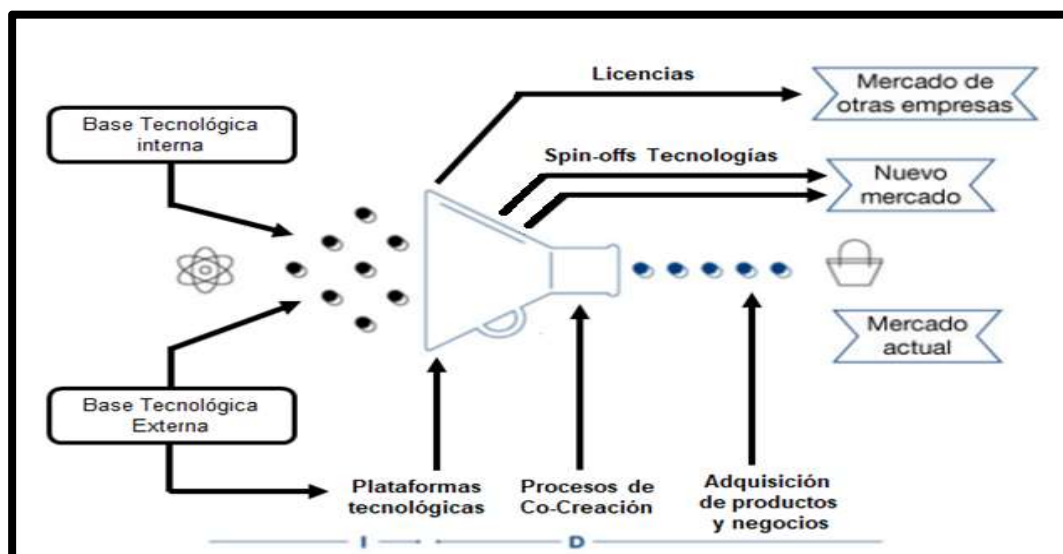 Licencias
Mercado de
otras empresas
Base Tecnológica
interna
Spin-offs Tecnologías
Nuevo
mercado
Mercado
actual
Base Tecnológica
Externa
Plataformas
tecnológicas
Procesos de
Co-Creación
Adquisición
de productos
y negocios
I
D